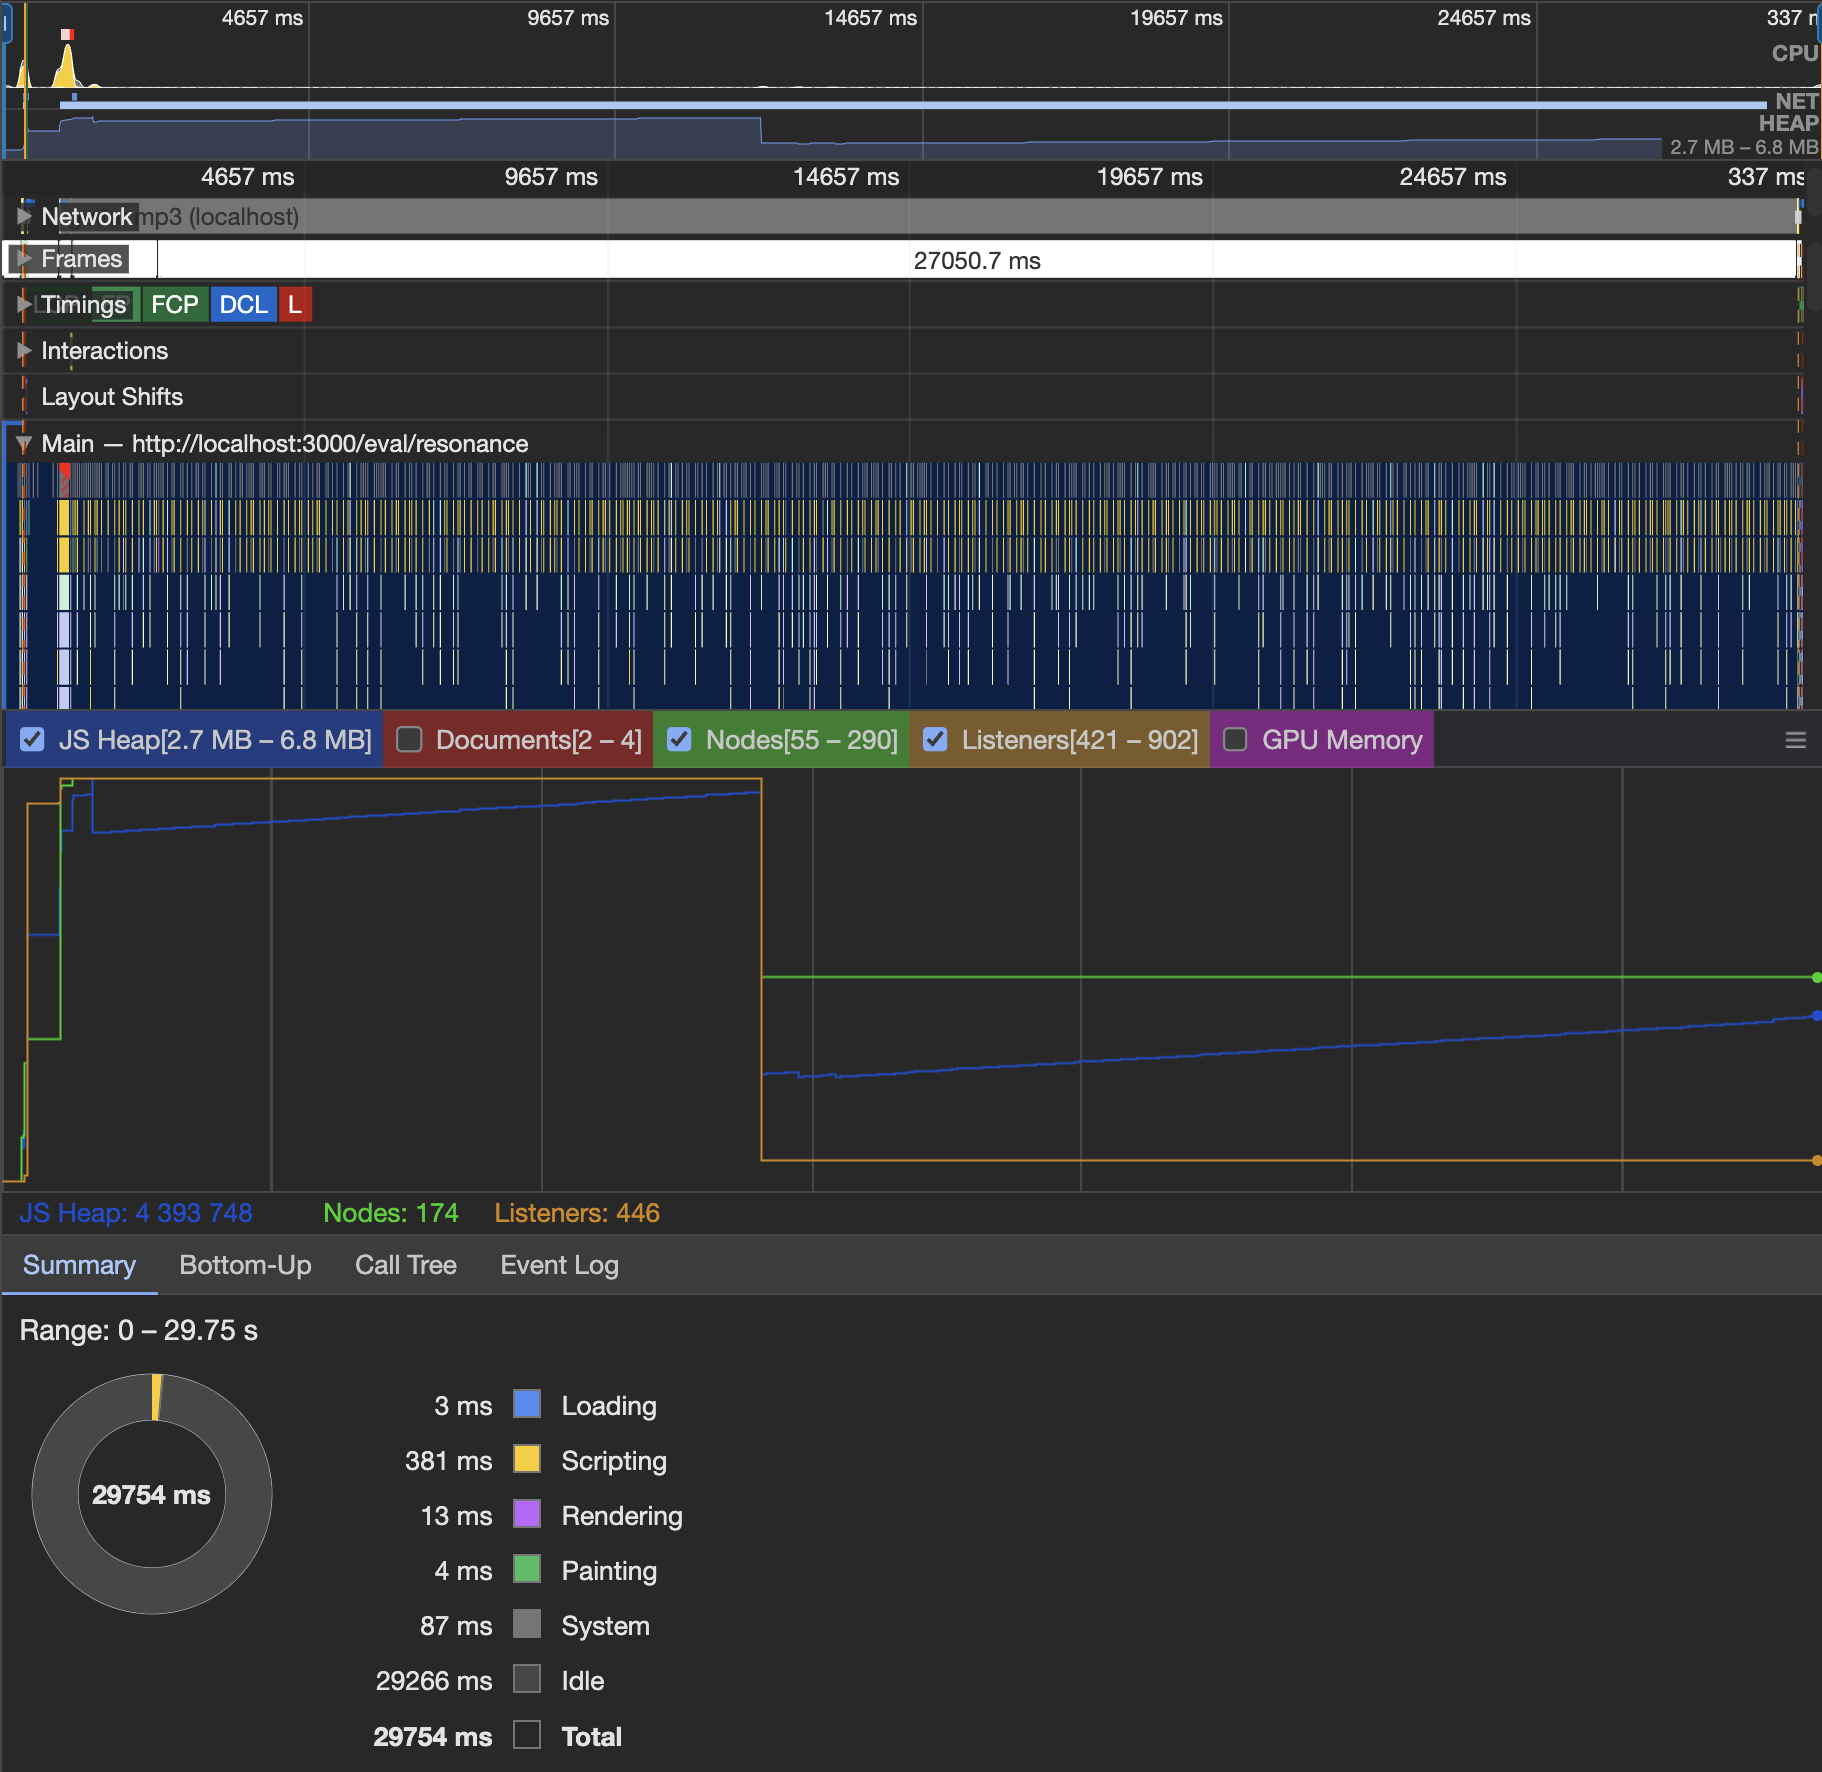 4657 ms 9657 ms 14657 ms 19657 ms 24657 ms 337
CPU
NET
HEAP
2.7 MB – 6.8 MB
4657 ms 9657 ms 14657 ms 19657 ms 24657 ms 337 ms
Network mp3 (localhost)
Frames 27050.7 ms
Timings FCP DCL L
Interactions
Layout Shifts
Main — http://localhost:3000/eval/resonance
JS Heap[2.7 MB – 6.8 MB] Documents[2 – 4] Nodes[55 – 290] Listeners[421 – 902] GPU Memory
JS Heap: 4 393 748 Nodes: 174 Listeners: 446
Summary Bottom-Up Call Tree Event Log
Range: 0 – 29.75 s
29754 ms
3 ms Loading
381 ms Scripting
13 ms Rendering
4 ms Painting
87 ms System
29266 ms Idle
29754 ms Total